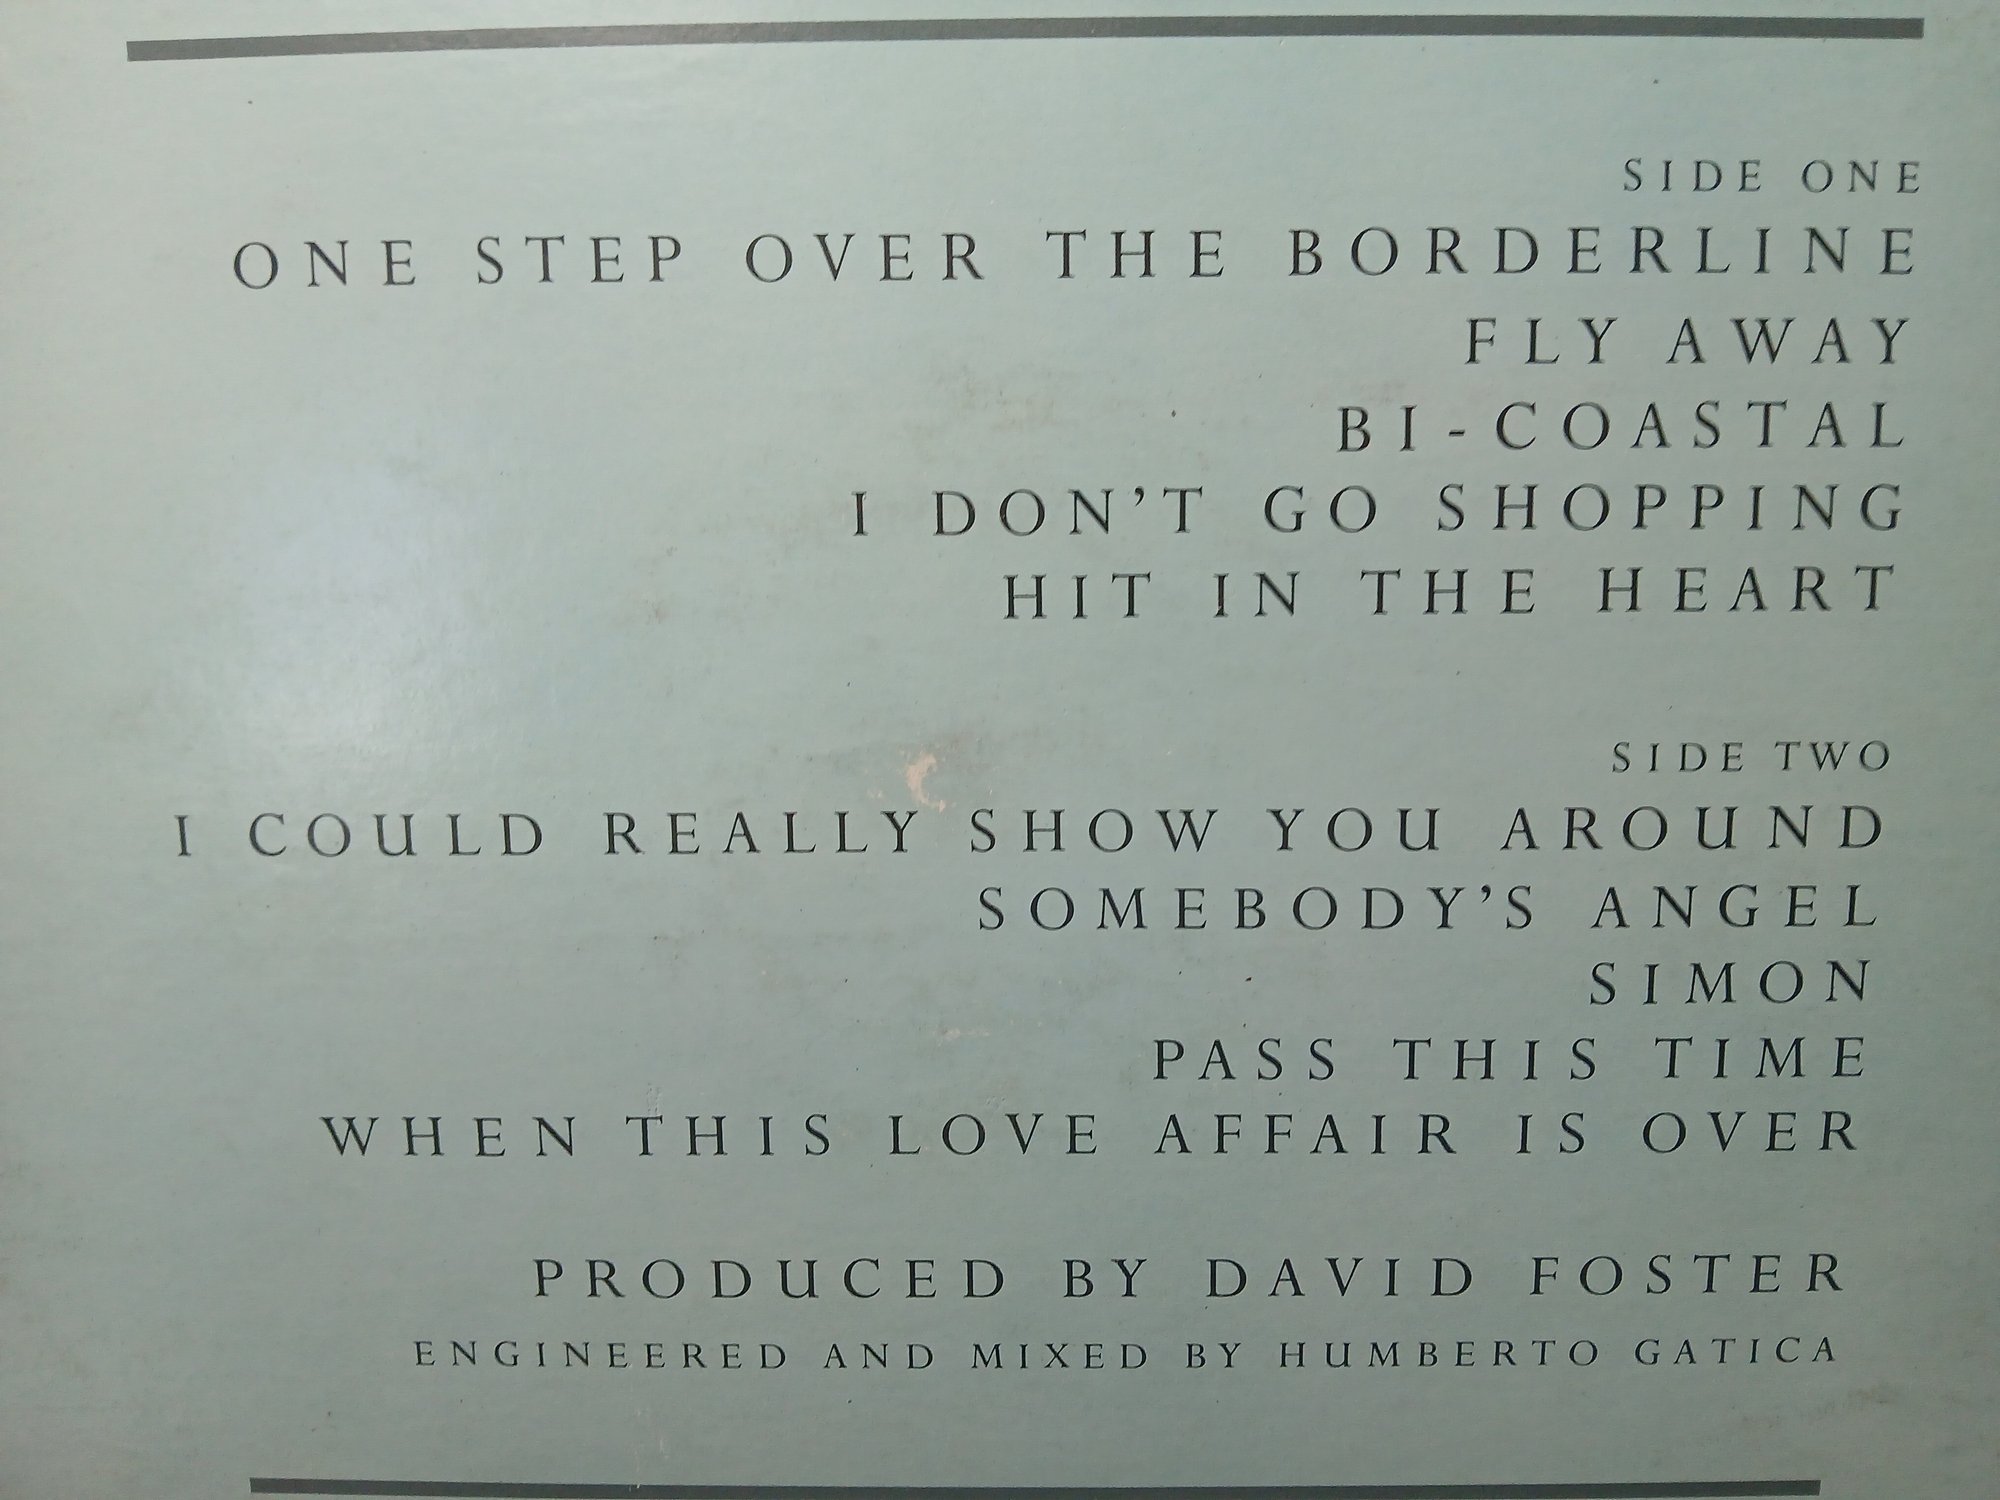 SIDE ONE
ONE STEP OVER THE BORDERLINE
FLY AWAY
BI-COASTAL
I DON'T GO SHOPPING
HIT IN THE HEART
SIDE TWO
I COULD REALLY SHOW YOU AROUND
SOMEBODY'S ANGEL
SIMON
PASS THIS TIME
WHEN THIS LOVE AFFAIR IS OVER
PRODUCED BY DAVID FOSTER
ENGINEERED AND MIXED BY HUMBERTO GATICA